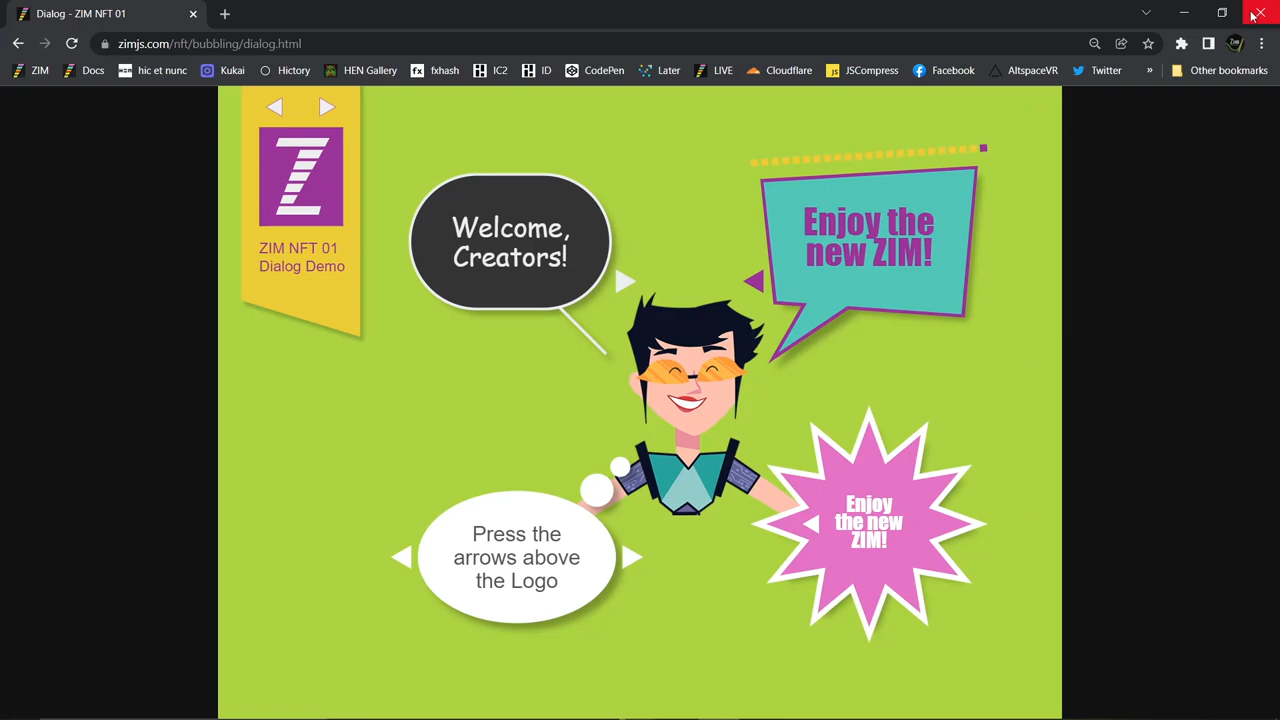 Dialog - ZIM NFT 01
zimjs.com/nft/bubbling/dialog.html
ZIM Docs hic et nunc Kukai Hictory HEN Gallery fxhash IC2 ID CodePen Later LIVE Cloudflare JSCompress Facebook AltspaceVR Twitter » Other bookmarks
Z
ZIM NFT 01
Dialog Demo
Welcome,
Creators!
Enjoy the
new ZIM!
Press the
arrows above
the Logo
Enjoy
the new
ZIM!